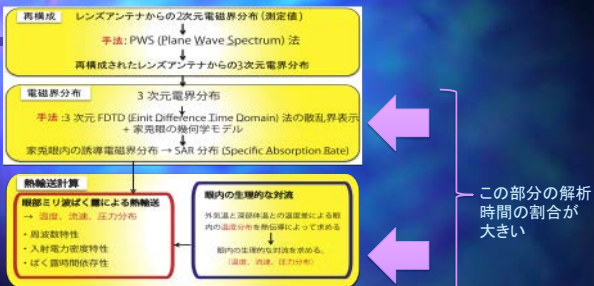 再構成
レンズアンテナからの2次元電磁界分布(測定値)
手法: PWS (Plane Wave Spectrum) 法
再構成されたレンズアンテナからの3次元電界分布
電磁界分布
3 次元電界分布
手法 :3 次元 FDTD (Einit Difference Time Domain) 法の散乱界表示
+ 家兎眼の幾何学モデル
家兎眼内の誘導電磁界分布 → SAR 分布 (Specific Absorption Rate)
熱輸送計算
眼部ミリ波ばく露による熱輸送
→ 温度、流速、圧力分布
・周波数特性
・入射電力密度特性
・ばく露時間依存性
眼内の生理的な対流
外気温と深部体温との温度差による眼
内の温度分布を熱伝導によって求める
眼内の生理的な対流を求める。
(温度、流速、圧力分布)
この部分の解析
時間の割合が
大きい